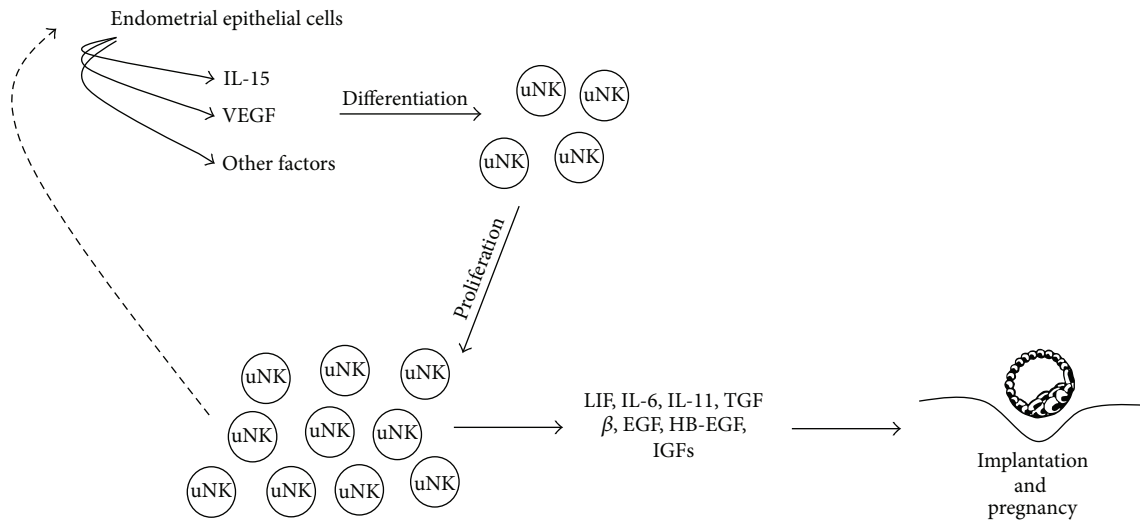 Endometrial epithelial cells
IL-15
VEGF
Other factors
Differentiation
uNK
uNK
uNK
uNK
Proliferation
uNK
uNK
uNK
uNK
uNK
uNK
uNK
uNK
uNK
uNK
LIF, IL-6, IL-11, TGF
β, EGF, HB-EGF,
IGFs
Implantation
and
pregnancy